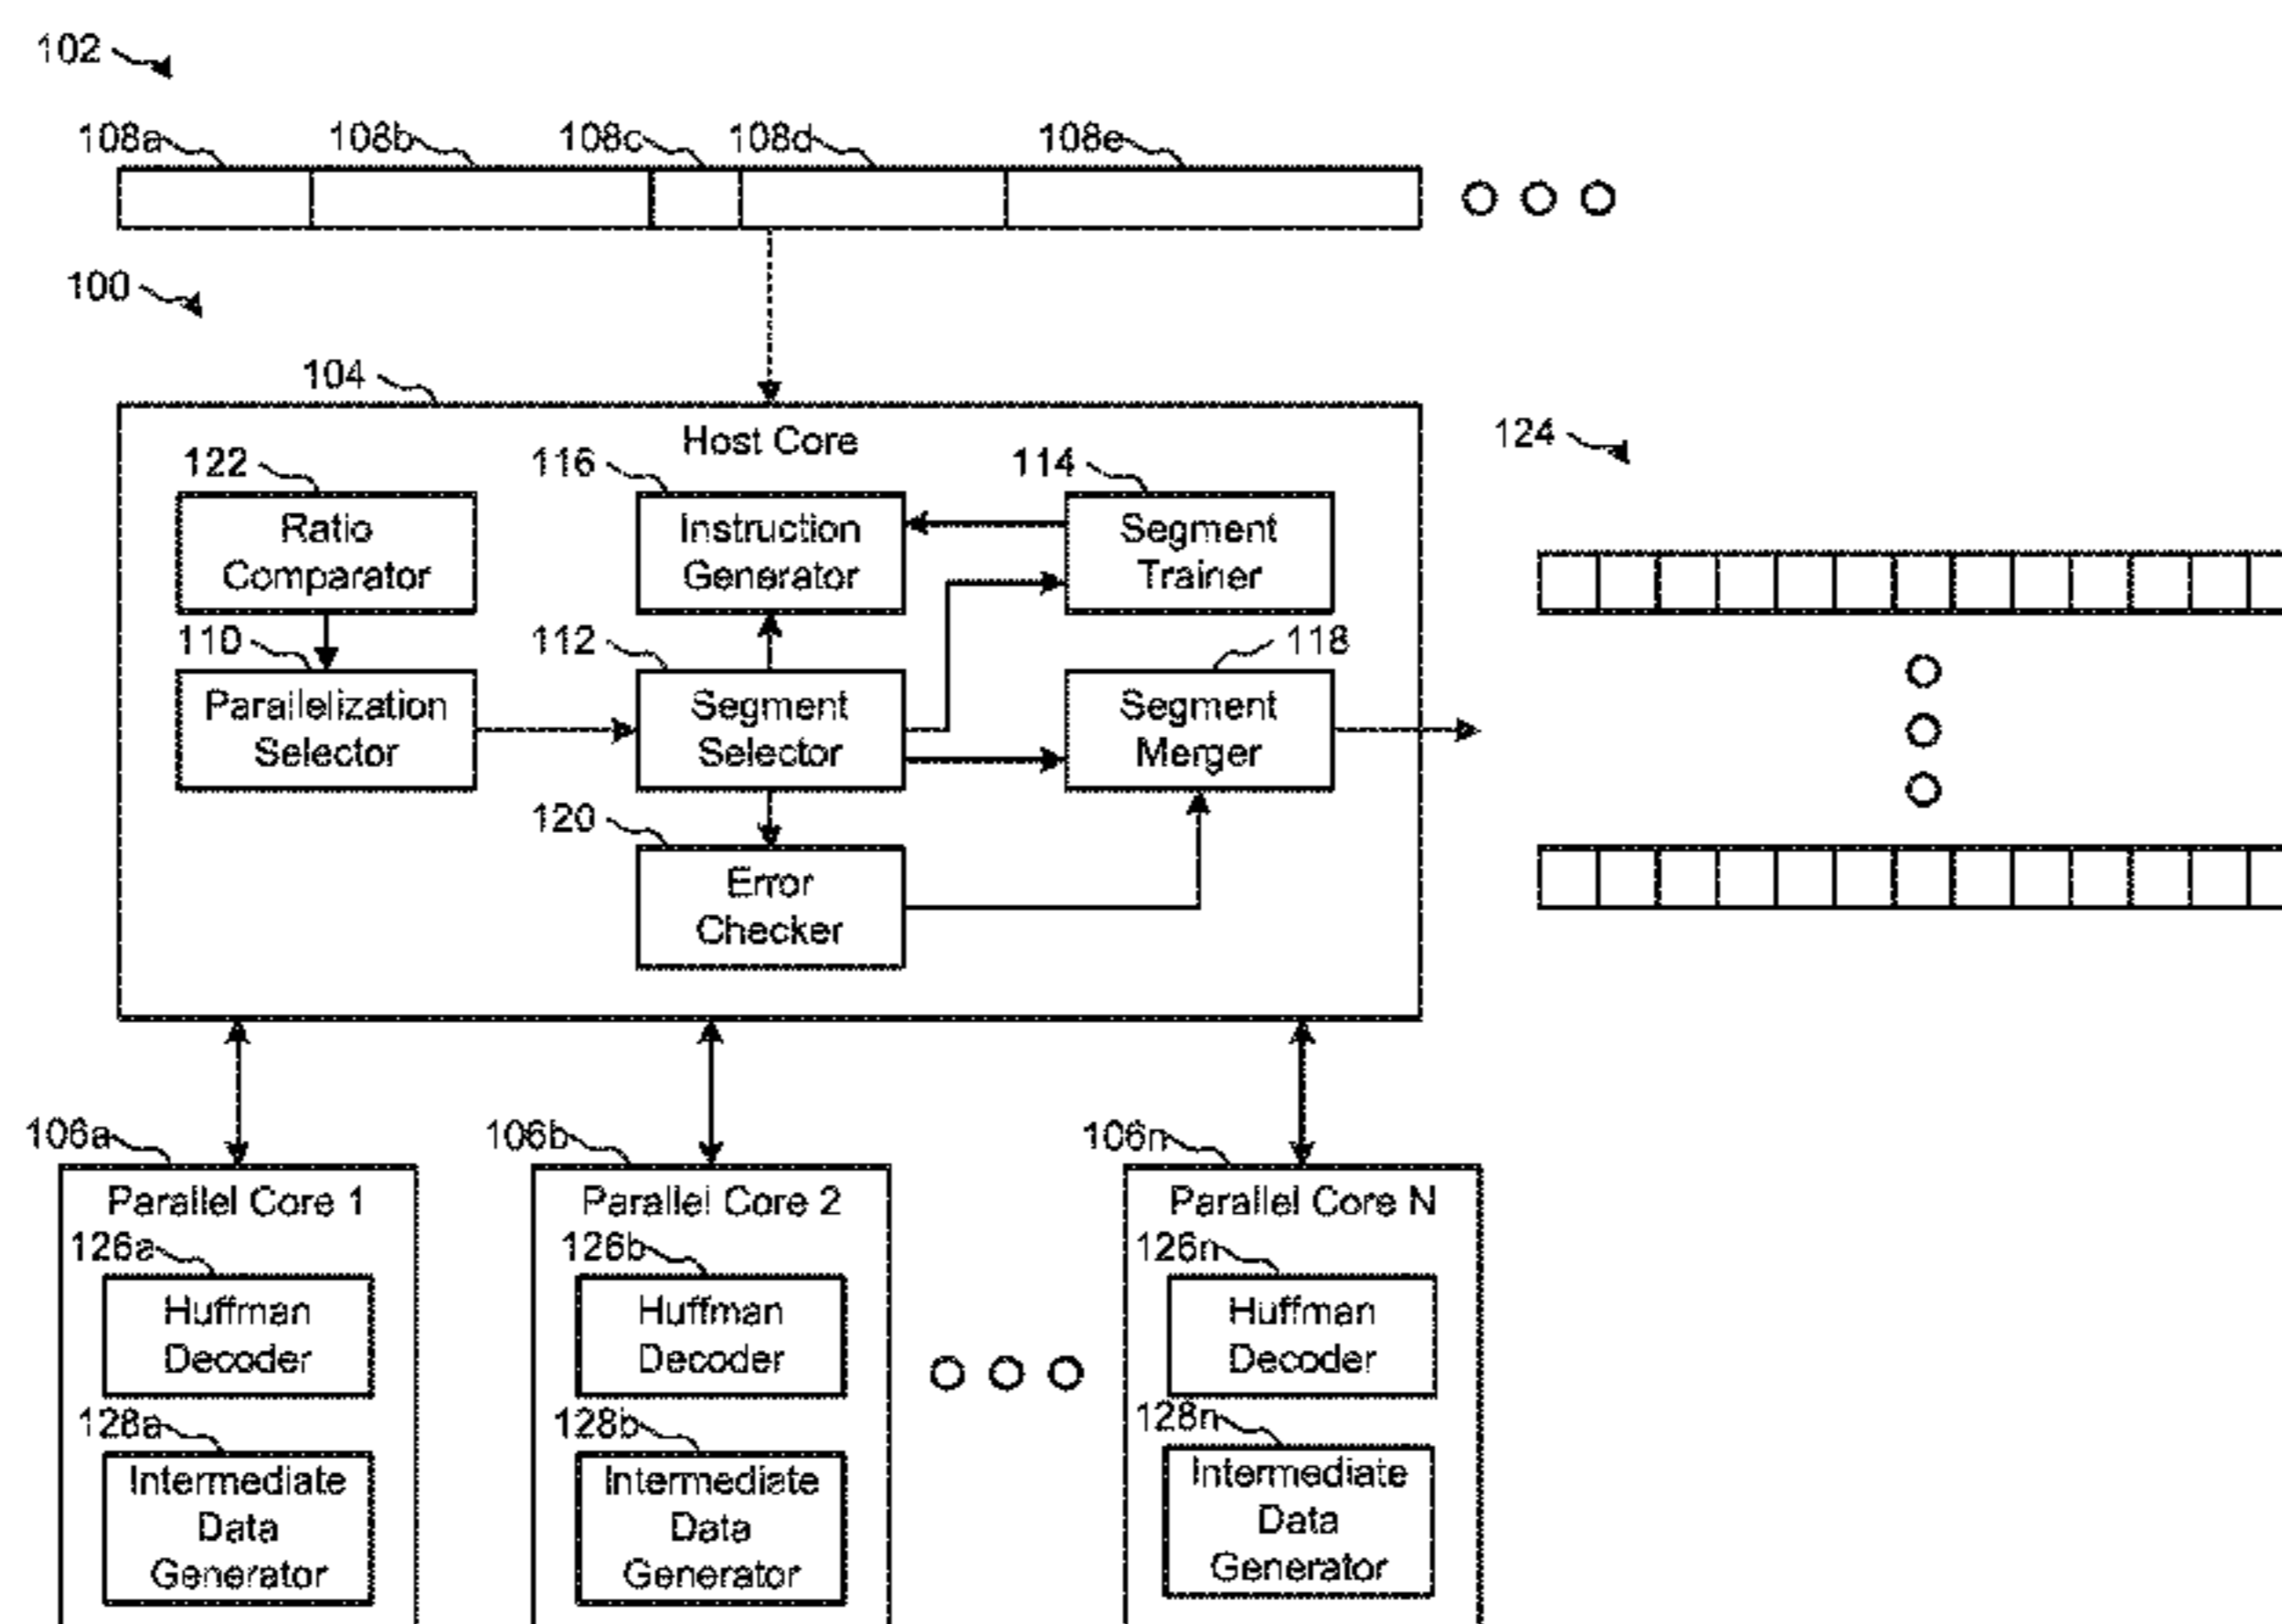 102
108a 108b 108c 108d 108e
100
104
Host Core
124
122 116 114
Ratio Comparator
Instruction Generator
Segment Trainer
110 112 118
Parallelization Selector
Segment Selector
Segment Merger
120
Error Checker
106a 106b 106n
Parallel Core 1 Parallel Core 2 Parallel Core N
126a 126b 126n
Huffman Decoder
Huffman Decoder
Huffman Decoder
128a 128b 128n
Intermediate Data Generator
Intermediate Data Generator
Intermediate Data Generator